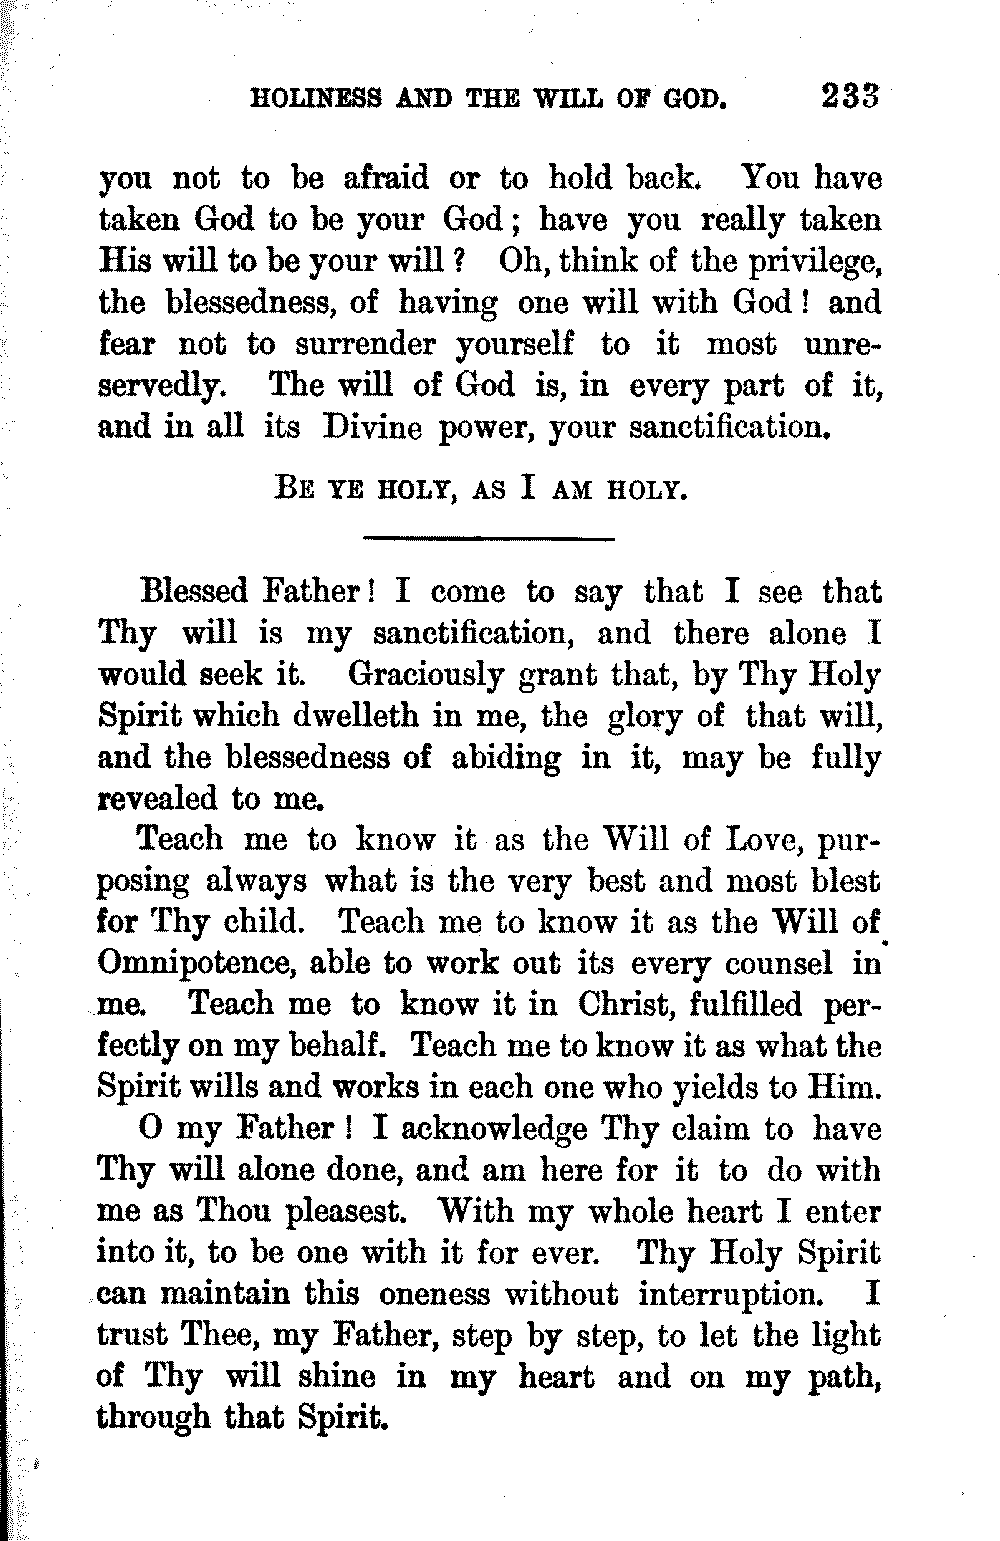 HOLINESS AND THE WILL OF GOD. 233
you not to be afraid or to hold back. You have
taken God to be your God; have you really taken
His will to be your will? Oh, think of the privilege,
the blessedness, of having one will with God! and
fear not to surrender yourself to it most unre-
servedly. The will of God is, in every part of it,
and in all its Divine power, your sanctification.
BE YE HOLY, AS I AM HOLY.
Blessed Father! I come to say that I see that
Thy will is my sanctification, and there alone I
would seek it. Graciously grant that, by Thy Holy
Spirit which dwelleth in me, the glory of that will,
and the blessedness of abiding in it, may be fully
revealed to me.
Teach me to know it as the Will of Love, pur-
posing always what is the very best and most blest
for Thy child. Teach me to know it as the Will of
Omnipotence, able to work out its every counsel in
me. Teach me to know it in Christ, fulfilled per-
fectly on my behalf. Teach me to know it as what the
Spirit wills and works in each one who yields to Him.
O my Father! I acknowledge Thy claim to have
Thy will alone done, and am here for it to do with
me as Thou pleasest. With my whole heart I enter
into it, to be one with it for ever. Thy Holy Spirit
can maintain this oneness without interruption. I
trust Thee, my Father, step by step, to let the light
of Thy will shine in my heart and on my path,
through that Spirit.